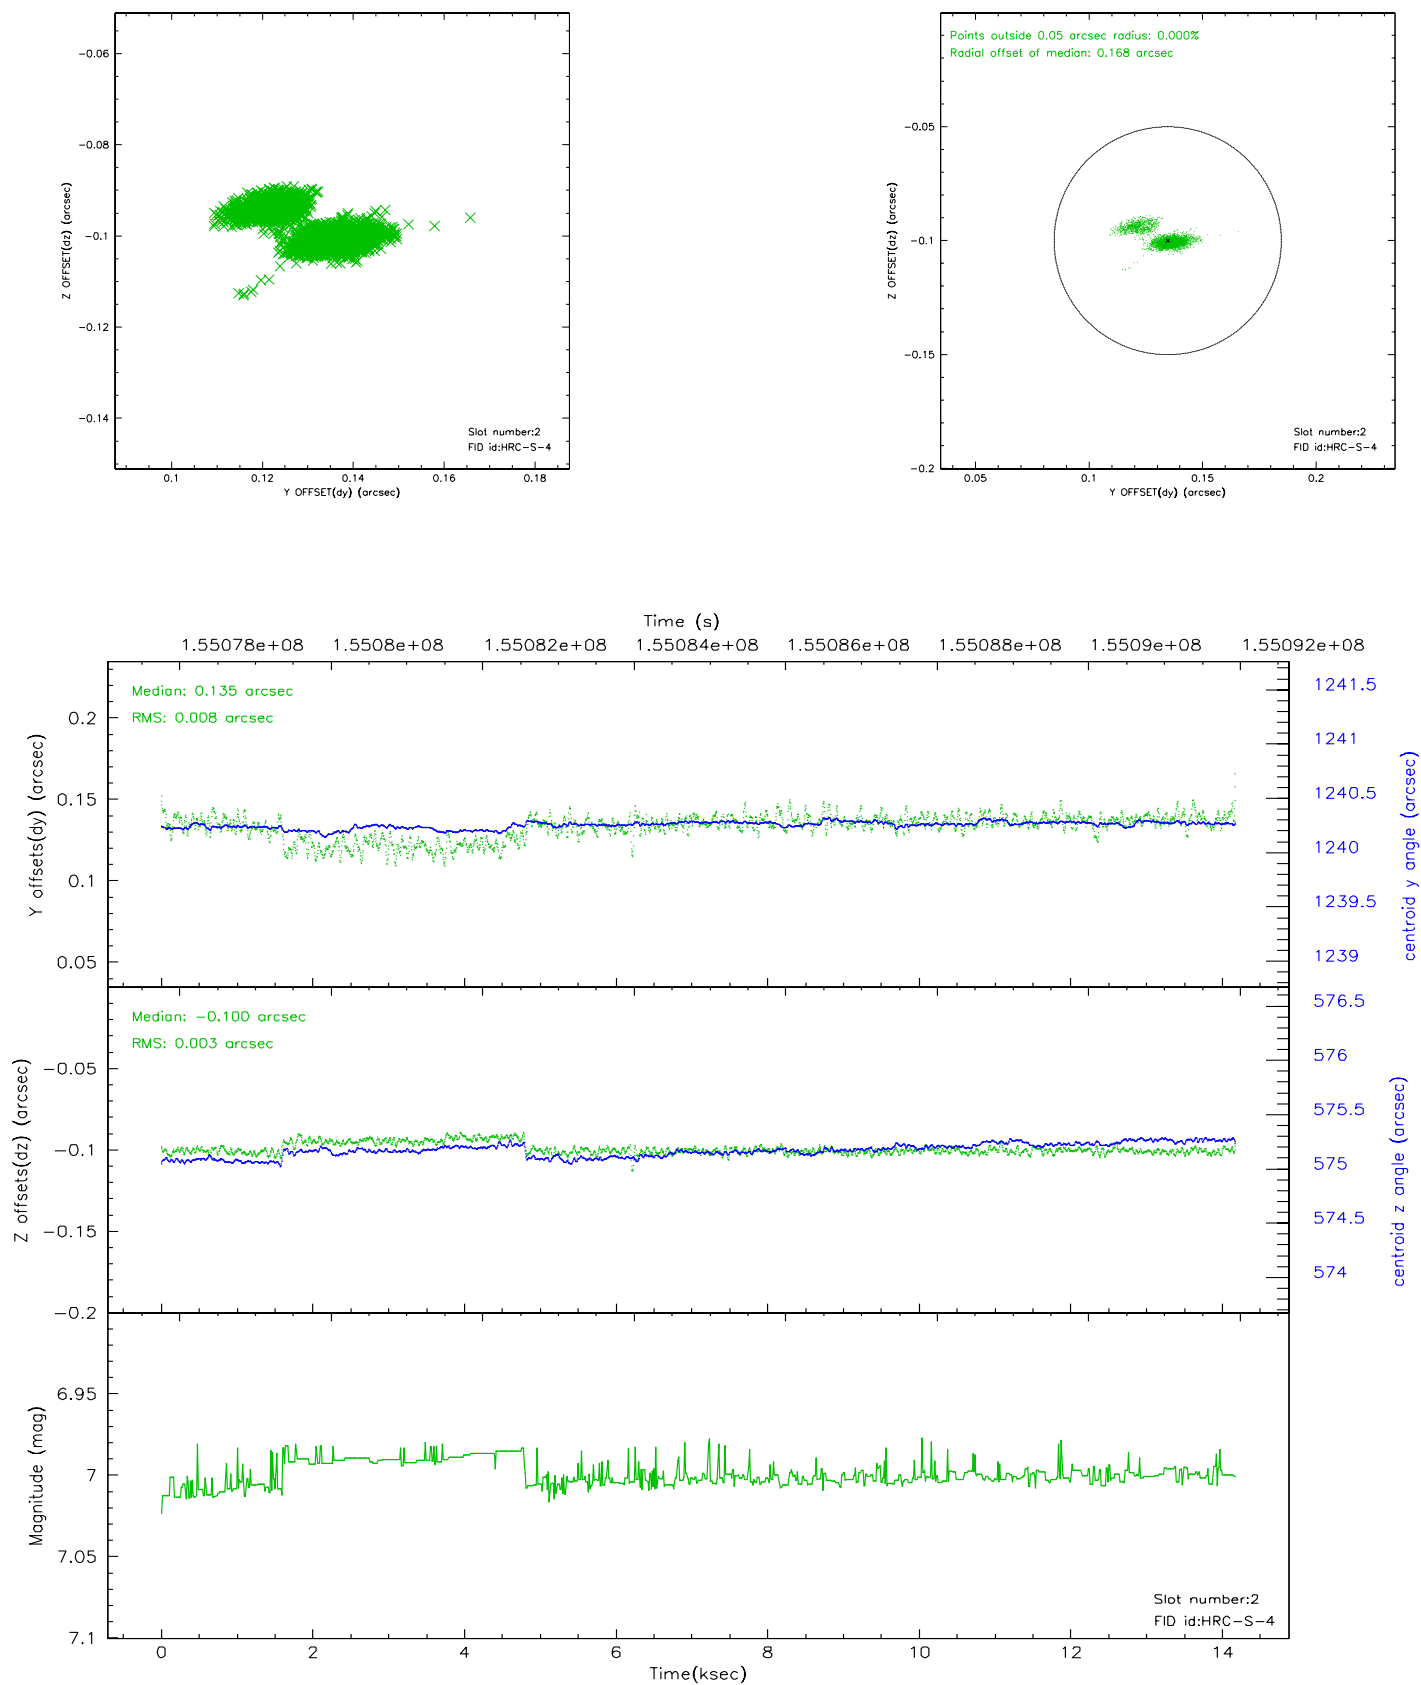 -0.06
-0.08
-0.1
-0.12
-0.14
Z OFFSET(dz) (arcsec)
Slot number:2
FID id:HRC-S-4
0.1 0.12 0.14 0.16 0.18
Y OFFSET(dy) (arcsec)
Points outside 0.05 arcsec radius: 0.000%
Radial offset of median: 0.168 arcsec
-0.05
-0.1
-0.15
-0.2
Z OFFSET(dz) (arcsec)
Slot number:2
FID id:HRC-S-4
0.05 0.1 0.15 0.2
Y OFFSET(dy) (arcsec)
Time (s)
1.55078e+08 1.5508e+08 1.55082e+08 1.55084e+08 1.55086e+08 1.55088e+08 1.5509e+08 1.55092e+08
Median: 0.135 arcsec
RMS: 0.008 arcsec
0.2
0.15
0.1
0.05
Y offsets(dy) (arcsec)
1241.5
1241
1240.5
1240
1239.5
1239
centroid y angle (arcsec)
Median: -0.100 arcsec
RMS: 0.003 arcsec
-0.05
-0.1
-0.15
-0.2
Z offsets(dz) (arcsec)
576.5
576
575.5
575
574.5
574
centroid z angle (arcsec)
6.95
7
7.05
7.1
Magnitude (mag)
Slot number:2
FID id:HRC-S-4
0 2 4 6 8 10 12 14
Time(ksec)